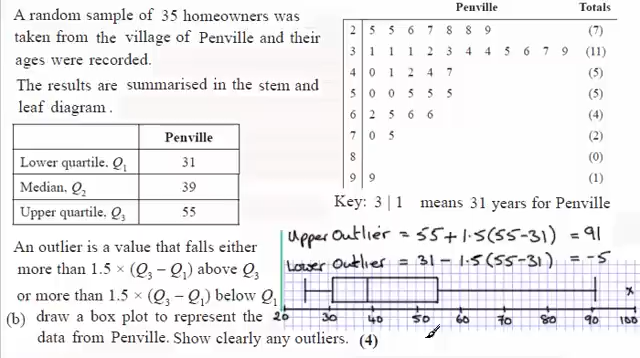 A random sample of 35 homeowners was
taken from the village of Penville and their
ages were recorded.
The results are summarised in the stem and
leaf diagram.
Penville
Lower quartile, Q1 31
Median, Q2 39
Upper quartile, Q3 55
An outlier is a value that falls either
more than 1.5 × (Q3 − Q1) above Q3
or more than 1.5 × (Q3 − Q1) below Q1
(b) draw a box plot to represent the
data from Penville. Show clearly any outliers. (4)
Penville Totals
2 5 5 6 7 8 8 9 (7)
3 1 1 1 2 3 4 4 5 6 7 9 (11)
4 0 1 2 4 7 (5)
5 0 0 5 5 5 (5)
6 2 5 6 6 (4)
7 0 5 (2)
8 (0)
9 9 (1)
Key: 3 | 1 means 31 years for Penville
Upper Outlier = 55 + 1.5(55-31) = 91
Lower Outlier = 31 - 1.5(55-31) = -5
x
20 30 40 50 60 70 80 90 100